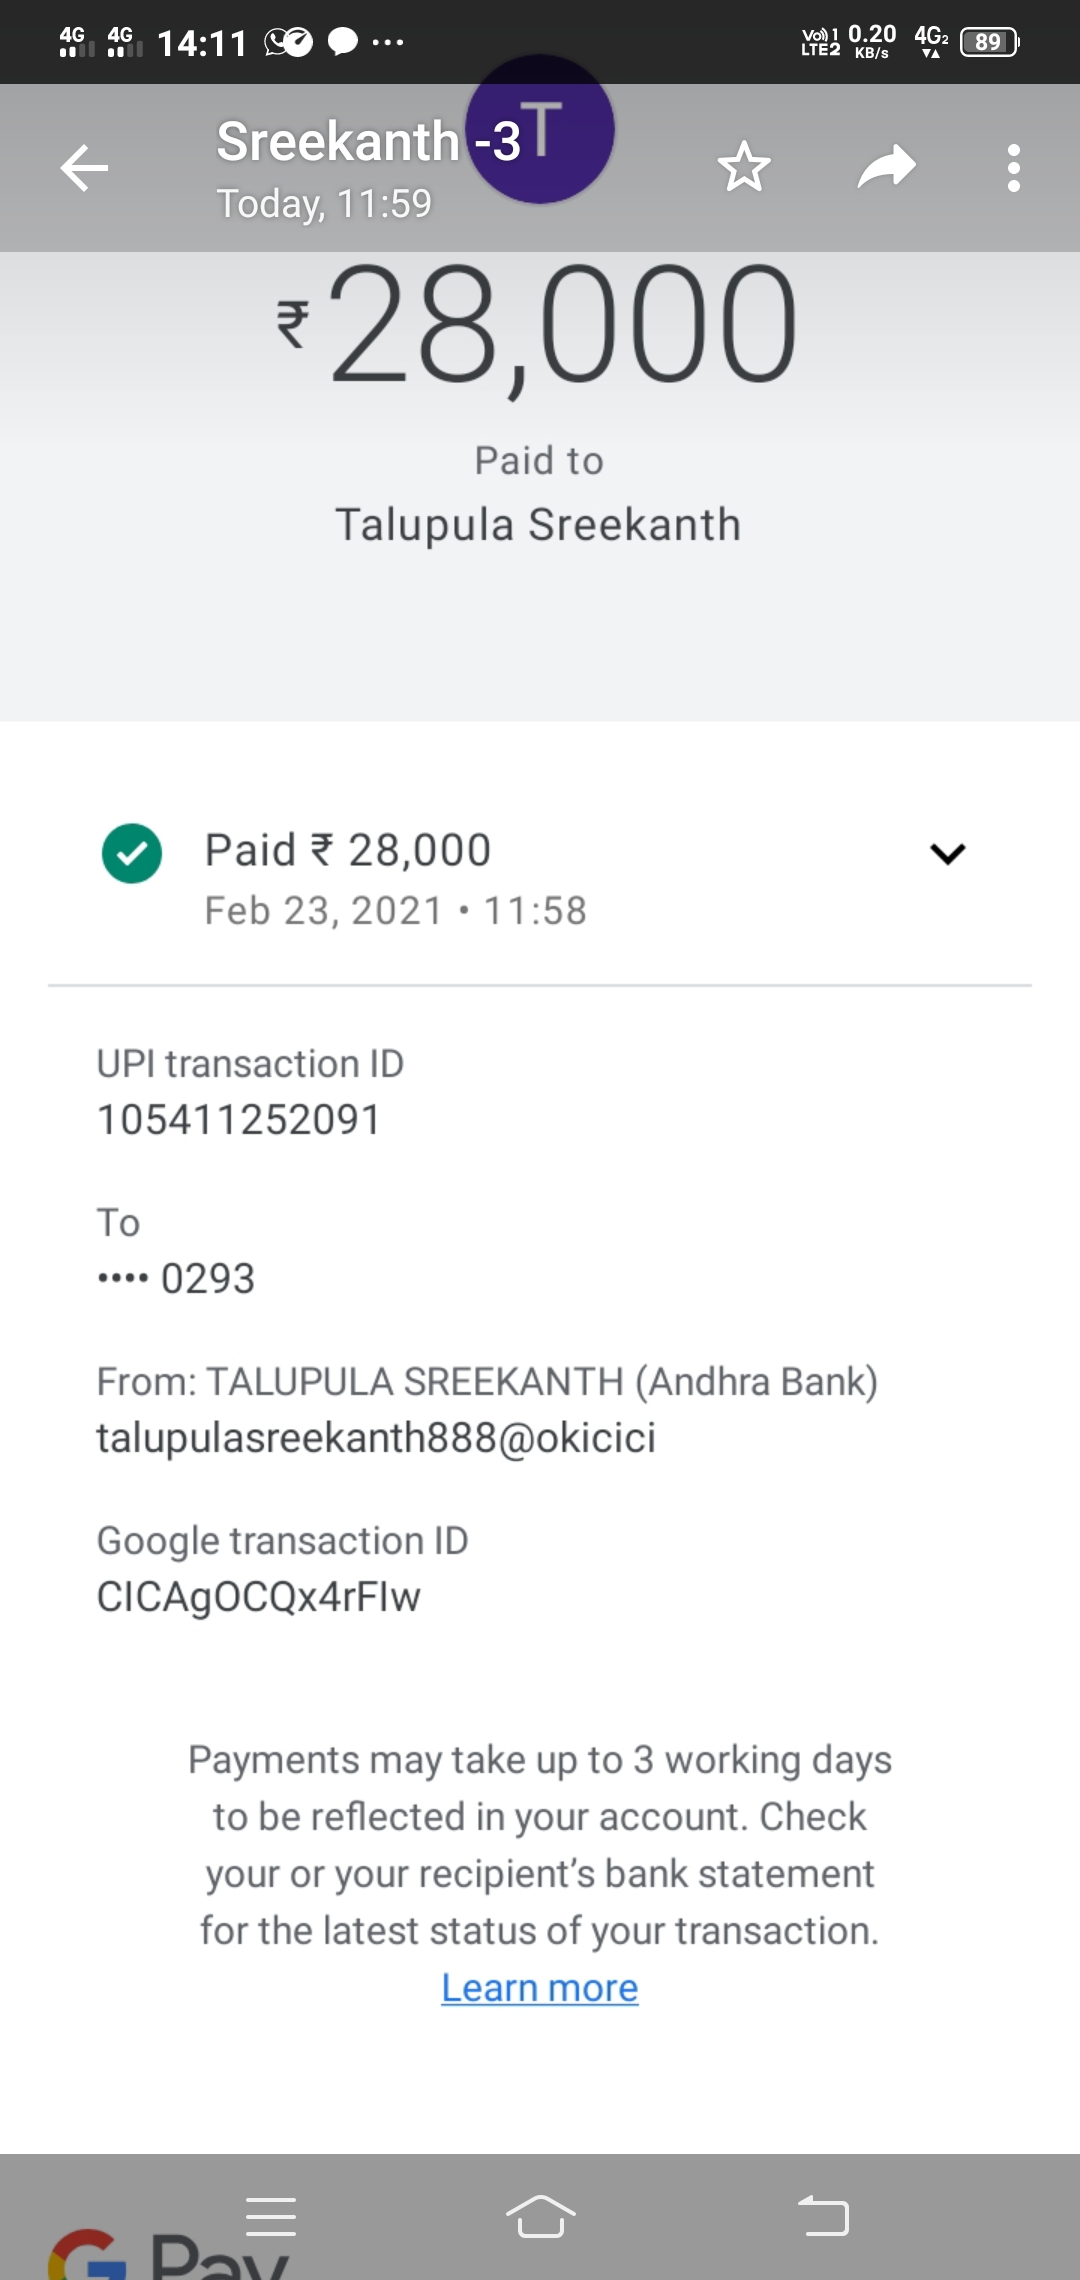 4G 4G 14:11 Vo) 1 LTE2 0.20 KB/s 4G2 89
Sreekanth -3
T
Today, 11:59
₹28,000
Paid to
Talupula Sreekanth
Paid ₹ 28,000
Feb 23, 2021 • 11:58
UPI transaction ID
105411252091
To
•••• 0293
From: TALUPULA SREEKANTH (Andhra Bank)
talupulasreekanth888@okicici
Google transaction ID
CICAgOCQx4rFIw
Payments may take up to 3 working days
to be reflected in your account. Check
your or your recipient’s bank statement
for the latest status of your transaction.
Learn more
G Pay